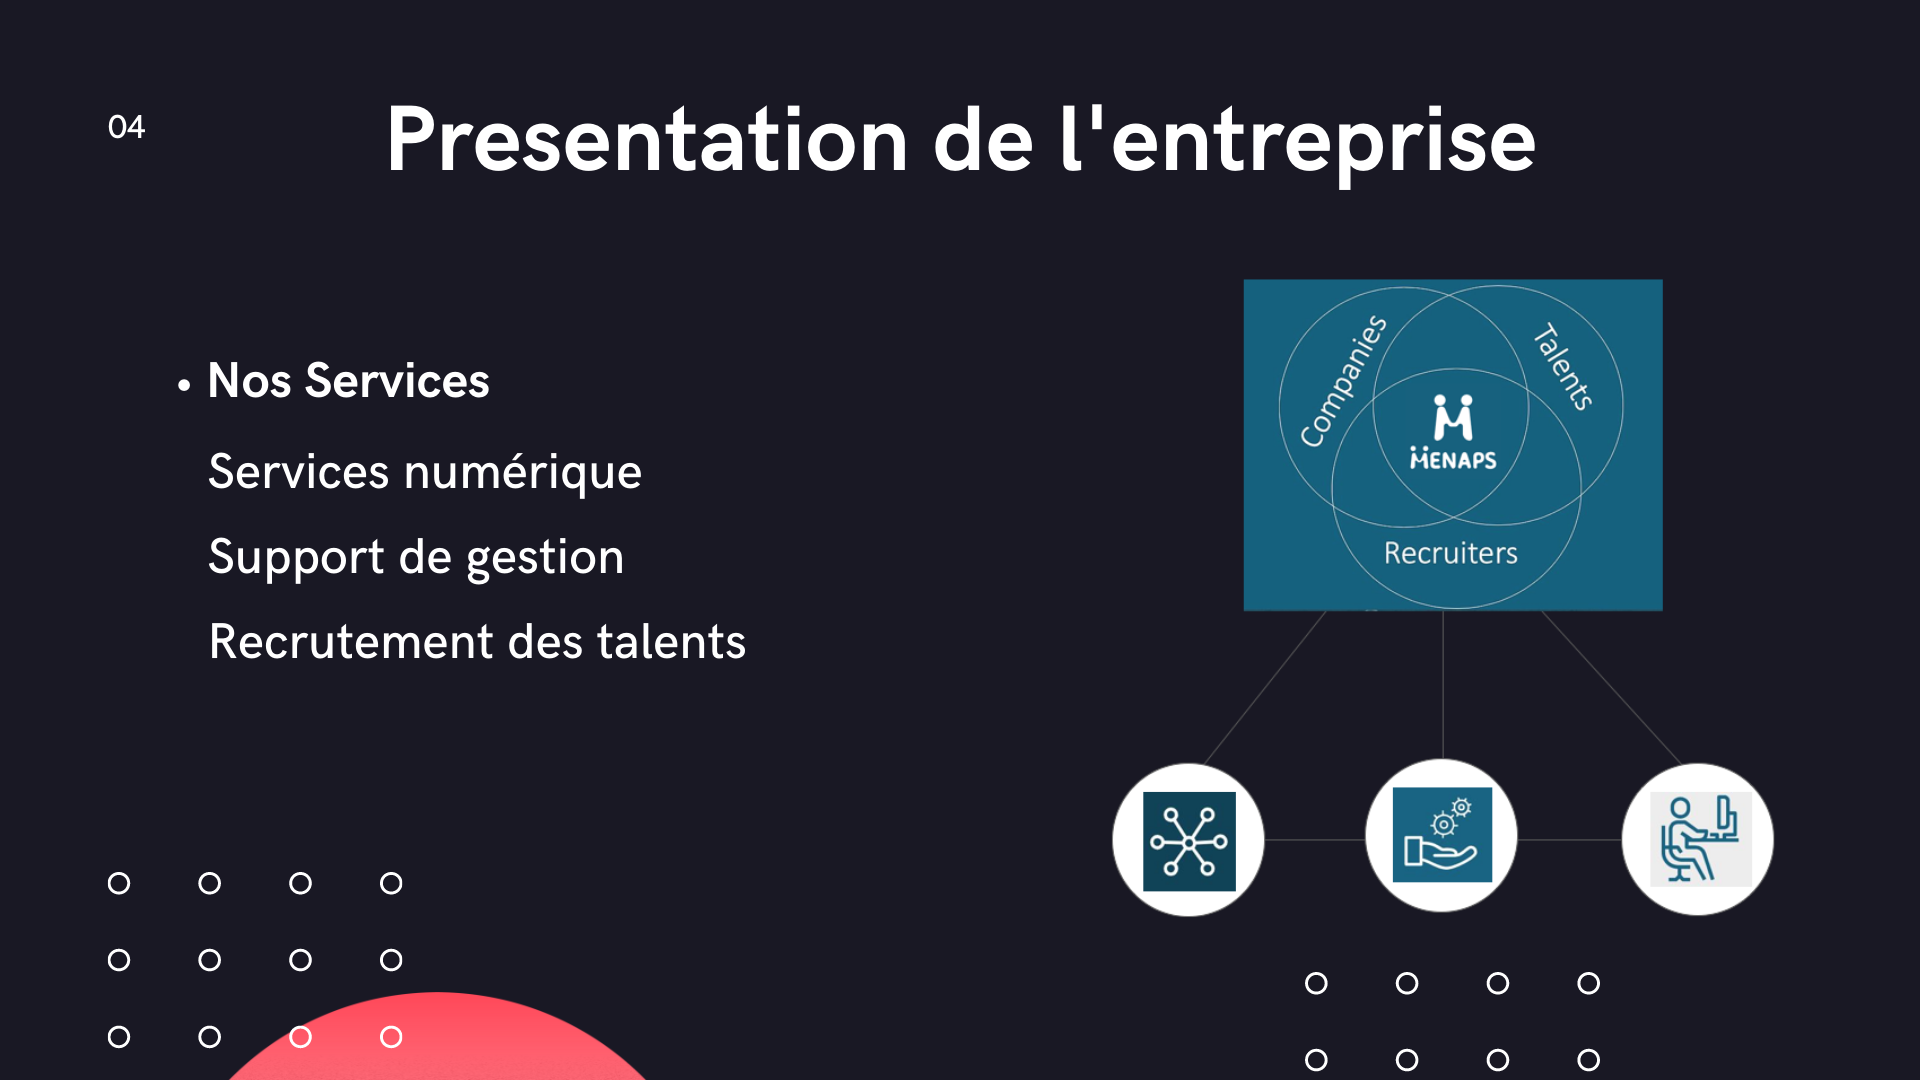 04
Presentation de l'entreprise
• Nos Services
Services numérique
Support de gestion
Recrutement des talents
Companies
Talents
MENAPS
Recruiters